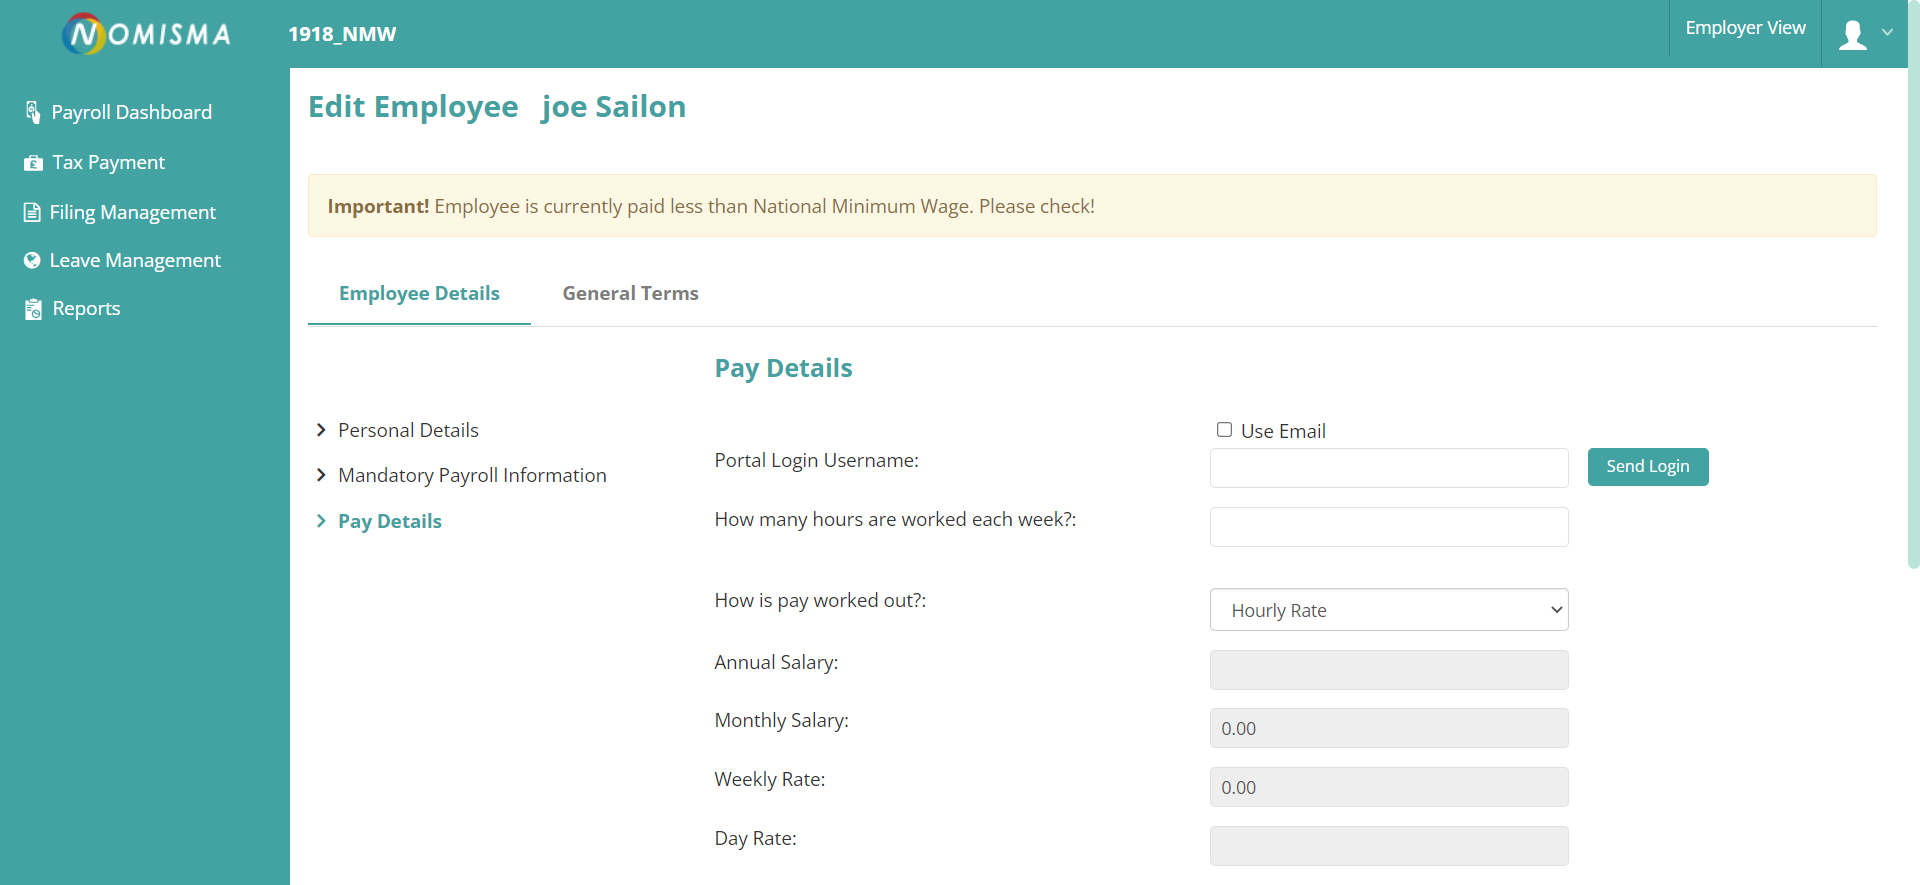 NOMISMA
1918_NMW
Employer View
Payroll Dashboard
Tax Payment
Filing Management
Leave Management
Reports
Edit Employee joe Sailon
Important! Employee is currently paid less than National Minimum Wage. Please check!
Employee Details
General Terms
Personal Details
Mandatory Payroll Information
Pay Details
Pay Details
Use Email
Portal Login Username:
Send Login
How many hours are worked each week?:
How is pay worked out?:
Hourly Rate
Annual Salary:
Monthly Salary:
0.00
Weekly Rate:
0.00
Day Rate: